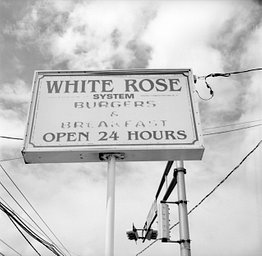 WHITE ROSE
SYSTEM
BURGERS
&
BREAKFAST
OPEN 24 HOURS